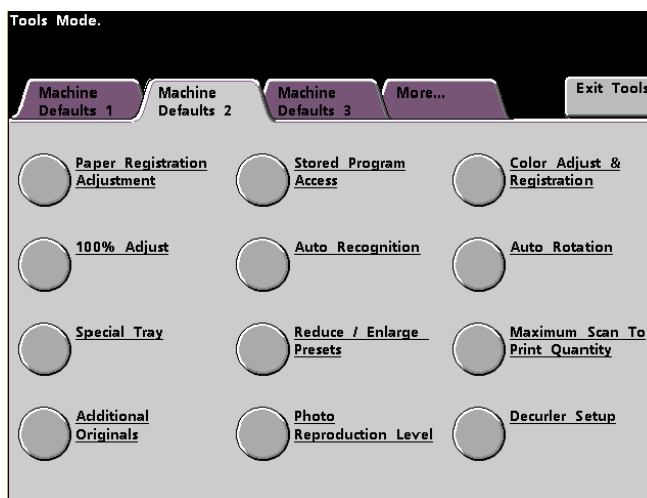 Tools Mode.
Machine
Defaults 1
Machine
Defaults 2
Machine
Defaults 3
More...
Exit Tools
Paper Registration
Adjustment
Stored Program
Access
Color Adjust &
Registration
100% Adjust
Auto Recognition
Auto Rotation
Special Tray
Reduce / Enlarge
Presets
Maximum Scan To
Print Quantity
Additional
Originals
Photo
Reproduction Level
Decurler Setup